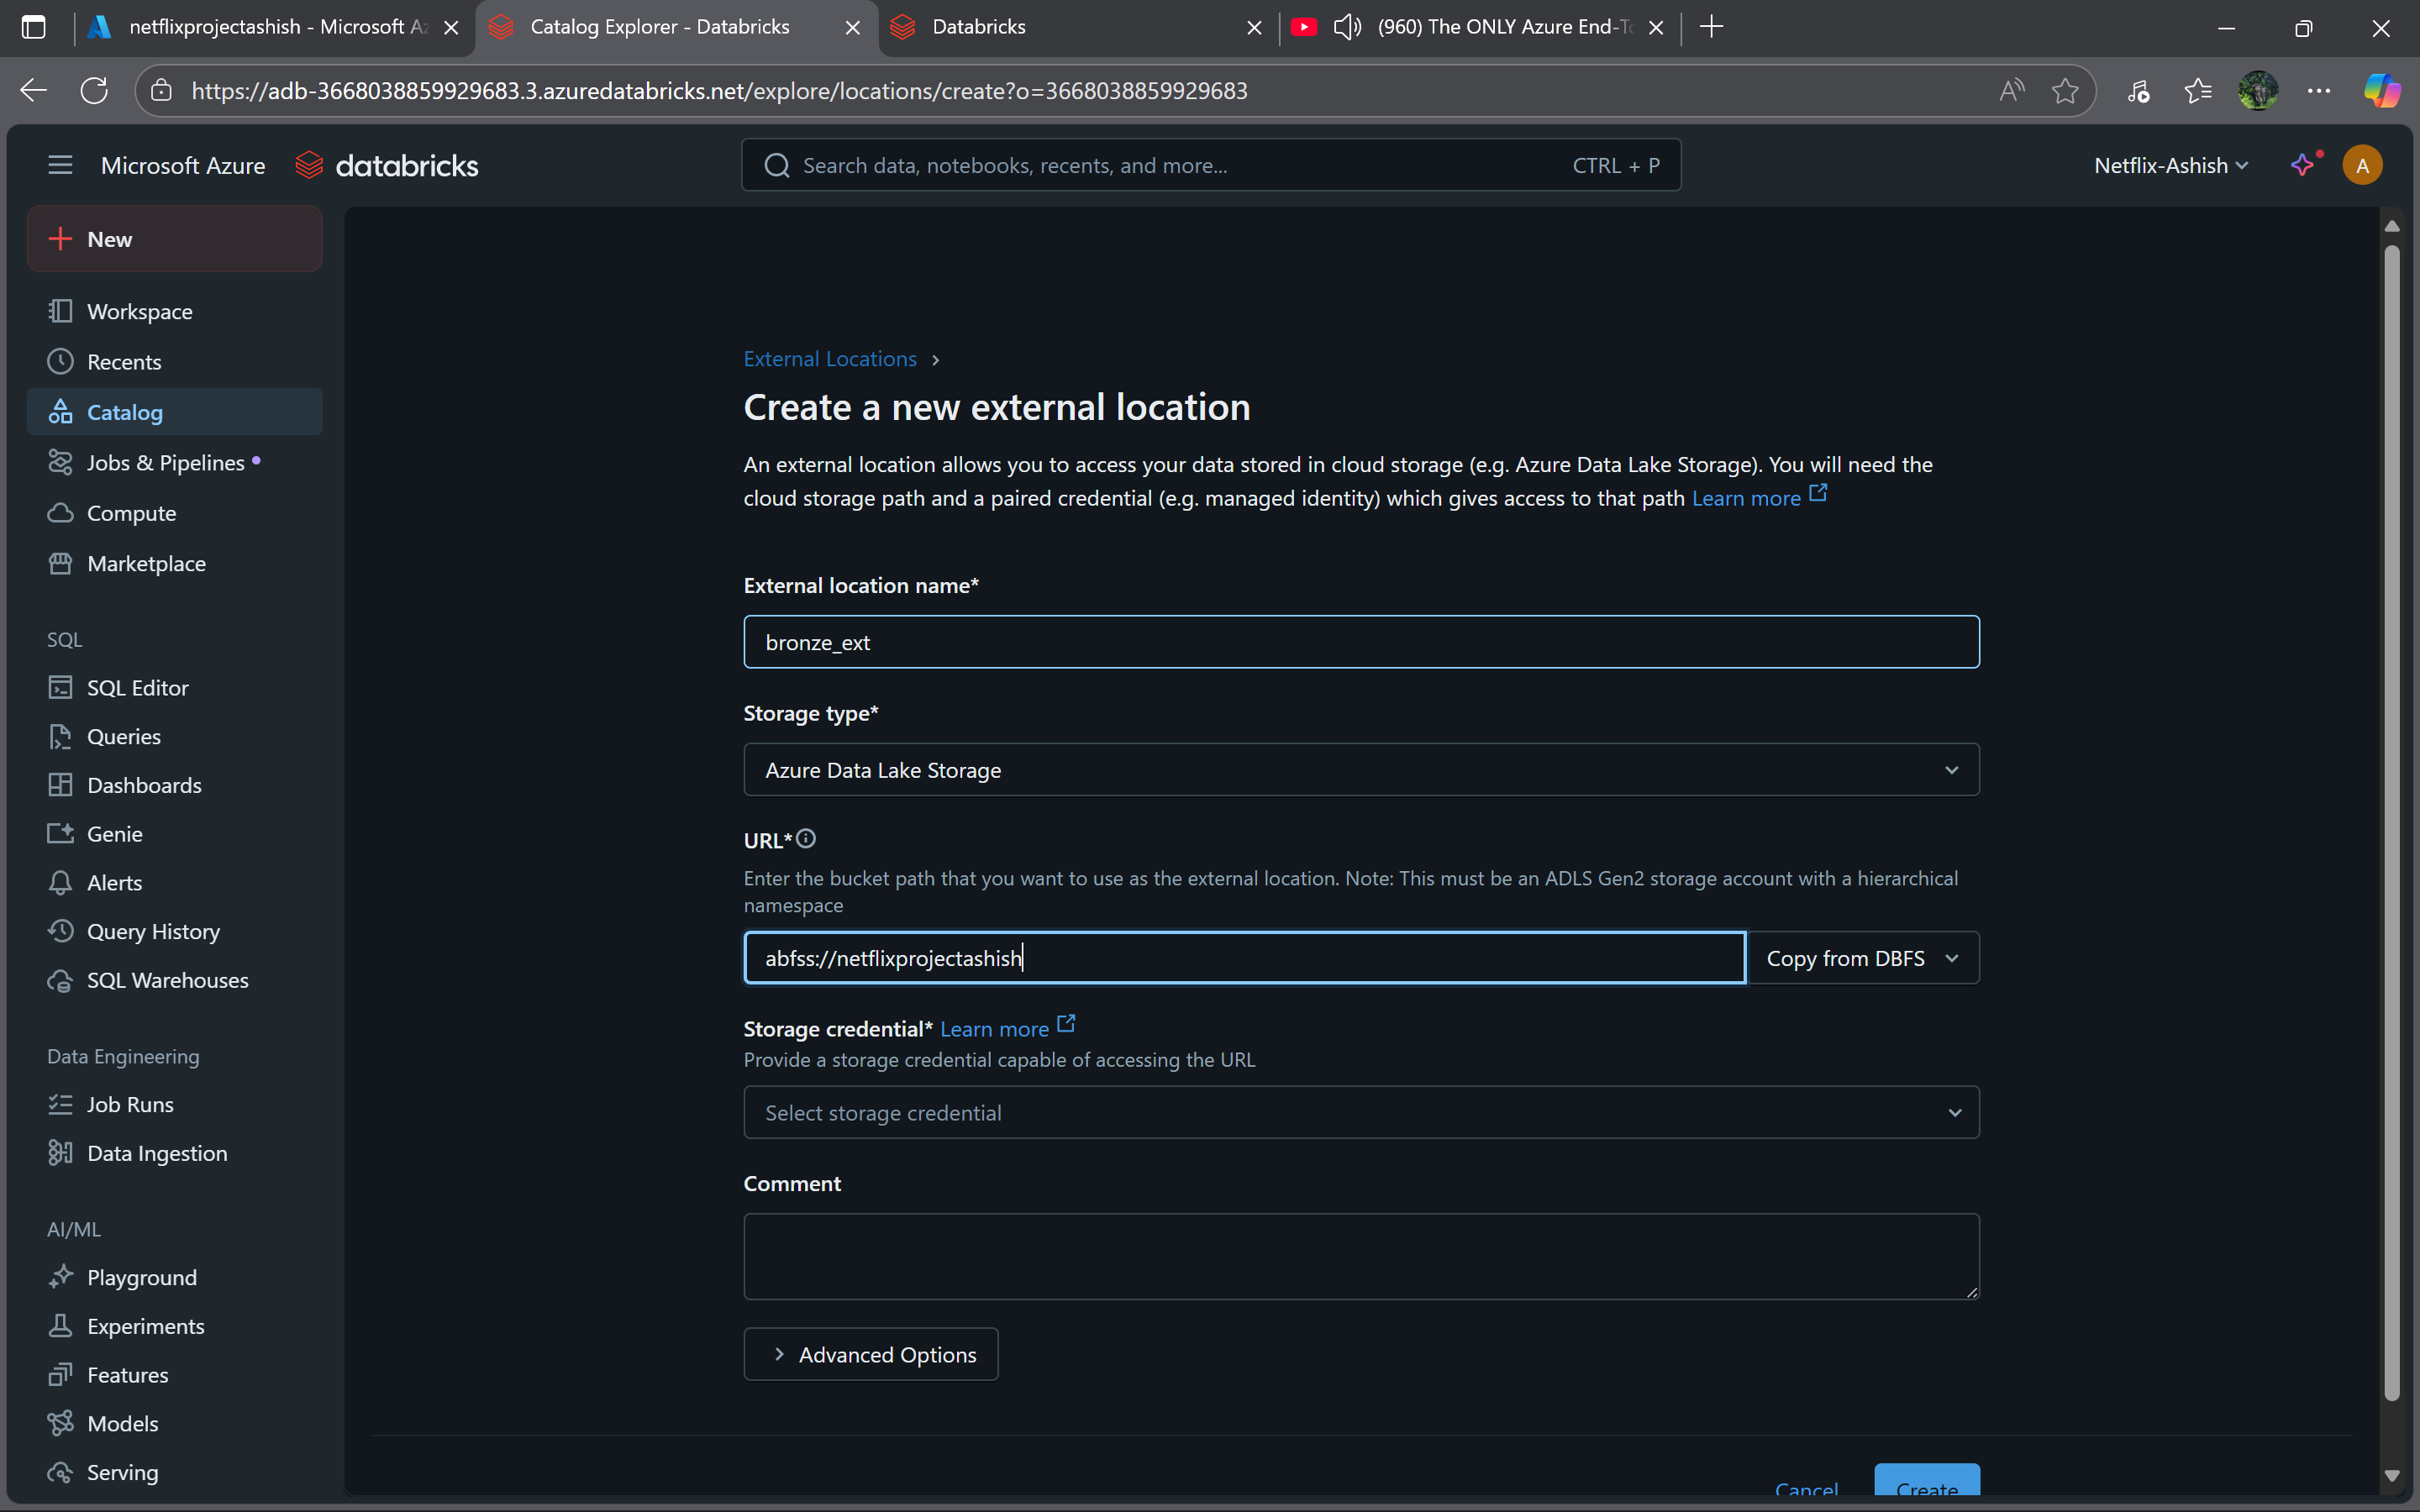 netflixprojectashish - Microsoft Az
Catalog Explorer - Databricks
Databricks
(960) The ONLY Azure End-To
https://adb-3668038859929683.3.azuredatabricks.net/explore/locations/create?o=3668038859929683
Microsoft Azure
databricks
Search data, notebooks, recents, and more...
CTRL + P
Netflix-Ashish
A
New
Workspace
Recents
Catalog
Jobs & Pipelines
Compute
Marketplace
SQL
SQL Editor
Queries
Dashboards
Genie
Alerts
Query History
SQL Warehouses
Data Engineering
Job Runs
Data Ingestion
AI/ML
Playground
Experiments
Features
Models
Serving
External Locations
Create a new external location
An external location allows you to access your data stored in cloud storage (e.g. Azure Data Lake Storage). You will need the
cloud storage path and a paired credential (e.g. managed identity) which gives access to that path Learn more
External location name*
bronze_ext
Storage type*
Azure Data Lake Storage
URL*
Enter the bucket path that you want to use as the external location. Note: This must be an ADLS Gen2 storage account with a hierarchical
namespace
abfss://netflixprojectashish
Copy from DBFS
Storage credential* Learn more
Provide a storage credential capable of accessing the URL
Select storage credential
Comment
Advanced Options
Cancel
Create